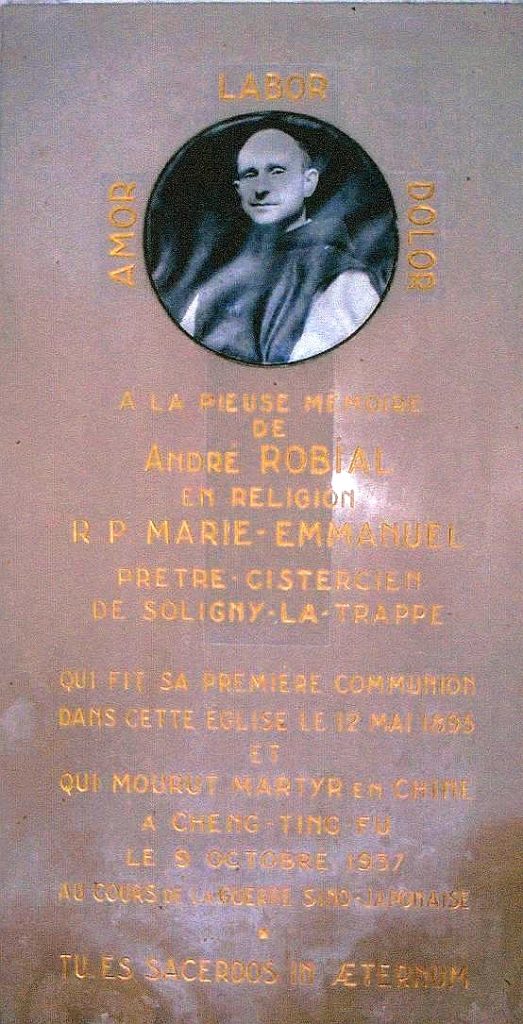 LABOR
AMOR
DOLOR
A LA PIEUSE MÉMOIRE
DE
ANDRÉ ROBIAL
EN RELIGION
R P MARIE-EMMANUEL
PRETRE-CISTERCIEN
DE SOLIGNY-LA-TRAPPE
QUI FIT SA PREMIÈRE COMMUNION
DANS CETTE ÉGLISE LE 12 MAI 1895
ET
QUI MOURUT MARTYR EN CHINE
A CHENG-TING FU
LE 9 OCTOBRE 1937
AU COURS DE LA GUERRE SINO-JAPONAISE
TU ES SACERDOS IN ÆTERNUM